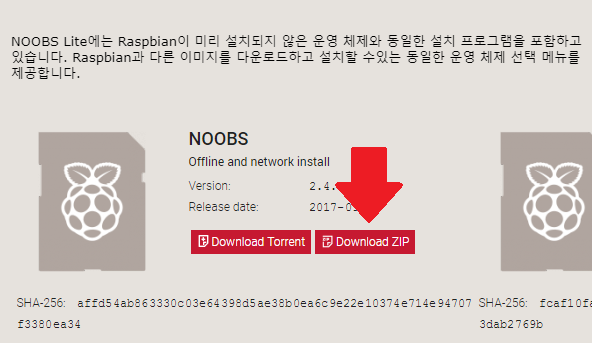 NOOBS Lite에는 Raspbian이 미리 설치되지 않은 운영 체제와 동일한 설치 프로그램을 포함하고
있습니다. Raspbian과 다른 이미지를 다운로드하고 설치할 수있는 동일한 운영 체제 선택 메뉴를
제공합니다.
NOOBS
Offline and network install
Version: 2.4.
Release date: 2017-0
Download Torrent Download ZIP
SHA-256: affd54ab863330c03e64398d5ae38b0ea6c9e22e10374e714e94707
f3380ea34
SHA-256: fcaf10fa
3dab2769b